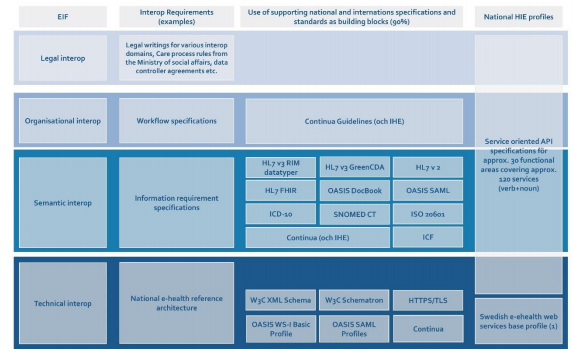 EIF
Interop Requirements
(examples)
Use of supporting national and internations specifications and
standards as building blocks (90%)
National HIE profiles
Legal interop
Legal writings for various interop
domains, Care process rules from
the Ministry of social affairs, data
controller agreements etc.
Organisational interop
Workflow specifications
Continua Guidelines (och IHE)
Service oriented API
specifications för
approx. 30 functional
areas covering approx.
120 services
(verb+noun)
Semantic interop
Information requirement
specifications
HL7 v3 RIM
datatyper
HL7 v3 GreenCDA
HL7 v 2
HL7 FHIR
OASIS DocBook
OASIS SAML
ICD-10
SNOMED CT
ISO 20601
Continua (och IHE)
ICF
Technical interop
National e-health reference
architecture
W3C XML Schema
W3C Schematron
HTTPS/TLS
OASIS WS-I Basic
Profile
OASIS SAML
Profiles
Continua
Swedish e-ehealth web
services base profile (1)